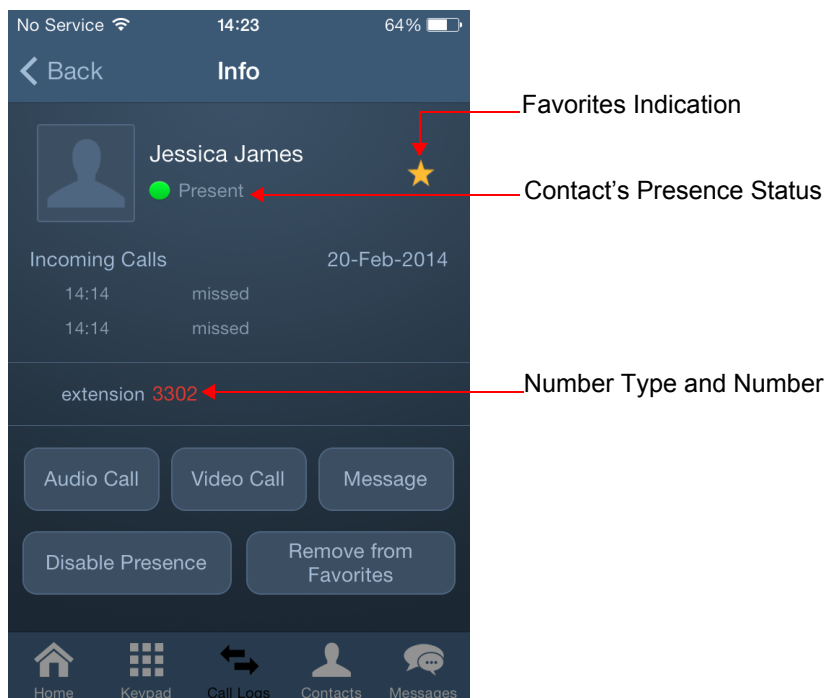 No Service 14:23 64%
Back Info
Favorites Indication
Jessica James
Present
Contact’s Presence Status
Incoming Calls 20-Feb-2014
14:14 missed
14:14 missed
extension 3302
Number Type and Number
Audio Call Video Call Message
Disable Presence
Remove from
Favorites
Home Keypad Call Logs Contacts Messages